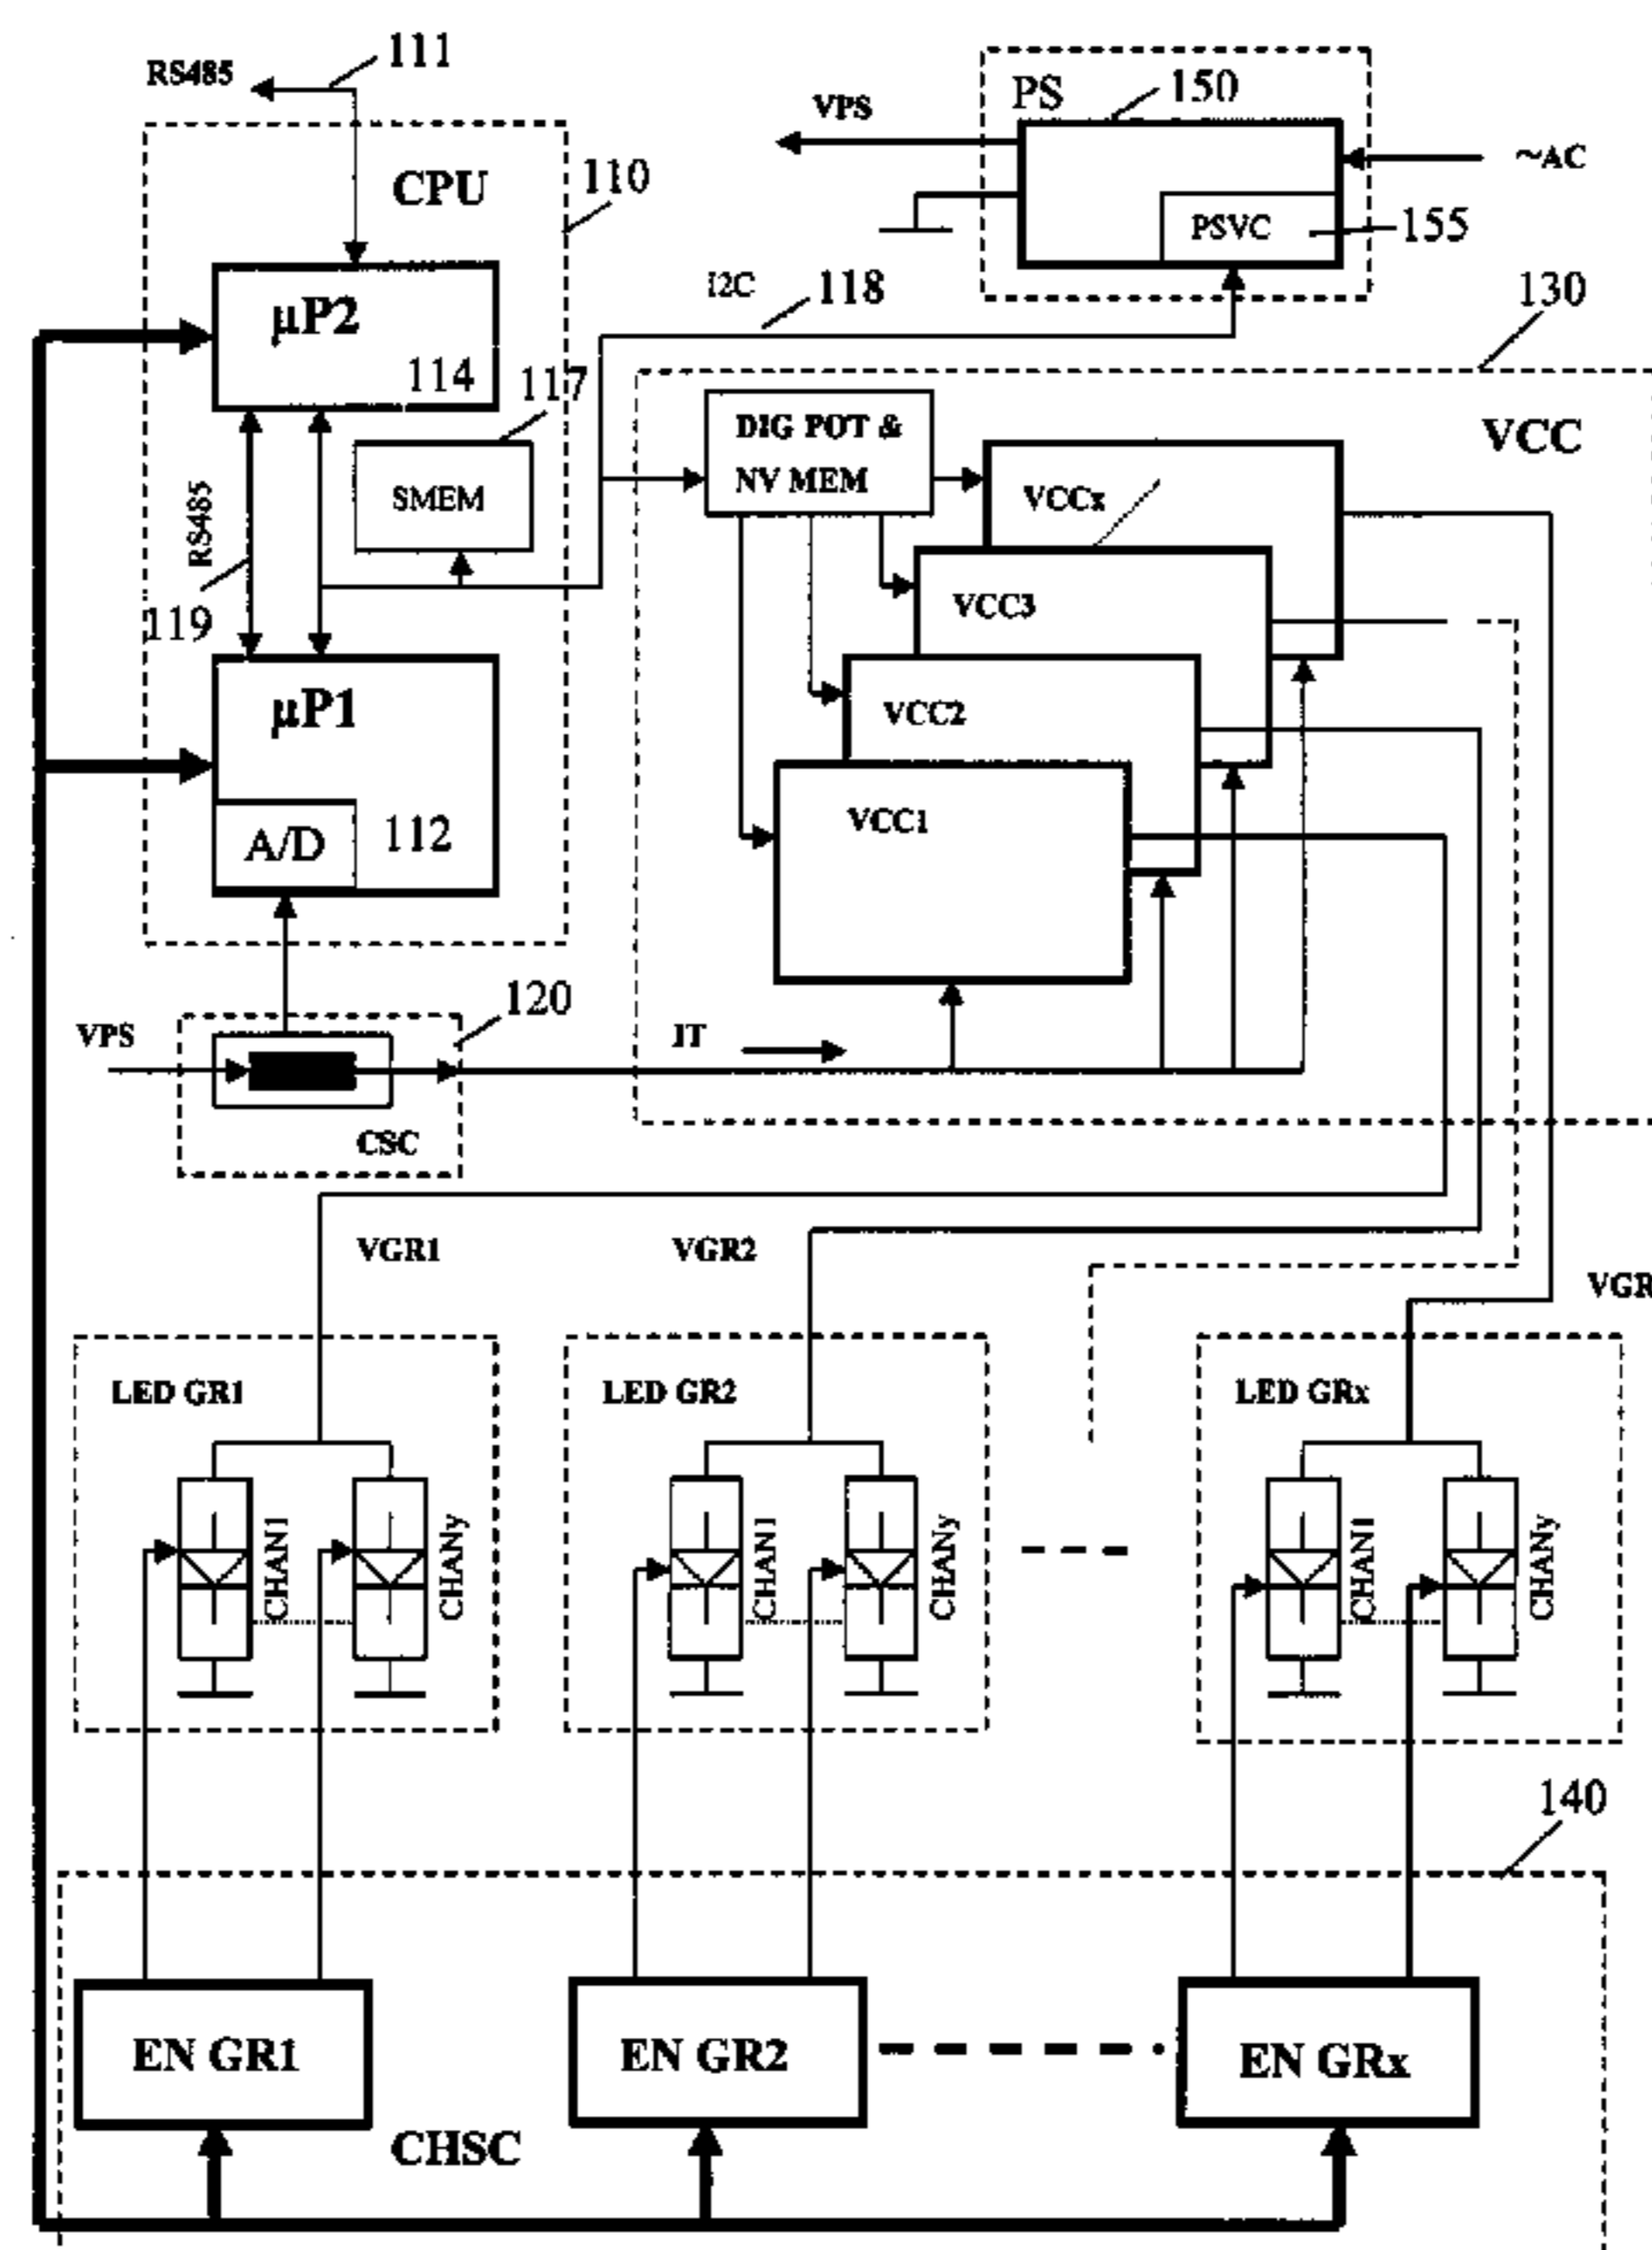 RS485
111
PS
150
VPS
~AC
CPU
110
PSVC
155
µP2
I2C
118
130
114
117
DIG POT &
NV MEM
VCC
SMEM
VCCx
RS485
VCC3
119
µP1
VCC2
VCC1
A/D
112
120
VPS
IT
CSC
VGR1
VGR2
VGR
LED GR1
LED GR2
LED GRx
CHAN1
CHANy
CHAN1
CHANy
CHAN1
CHANy
140
EN GR1
EN GR2
EN GRx
CHSC